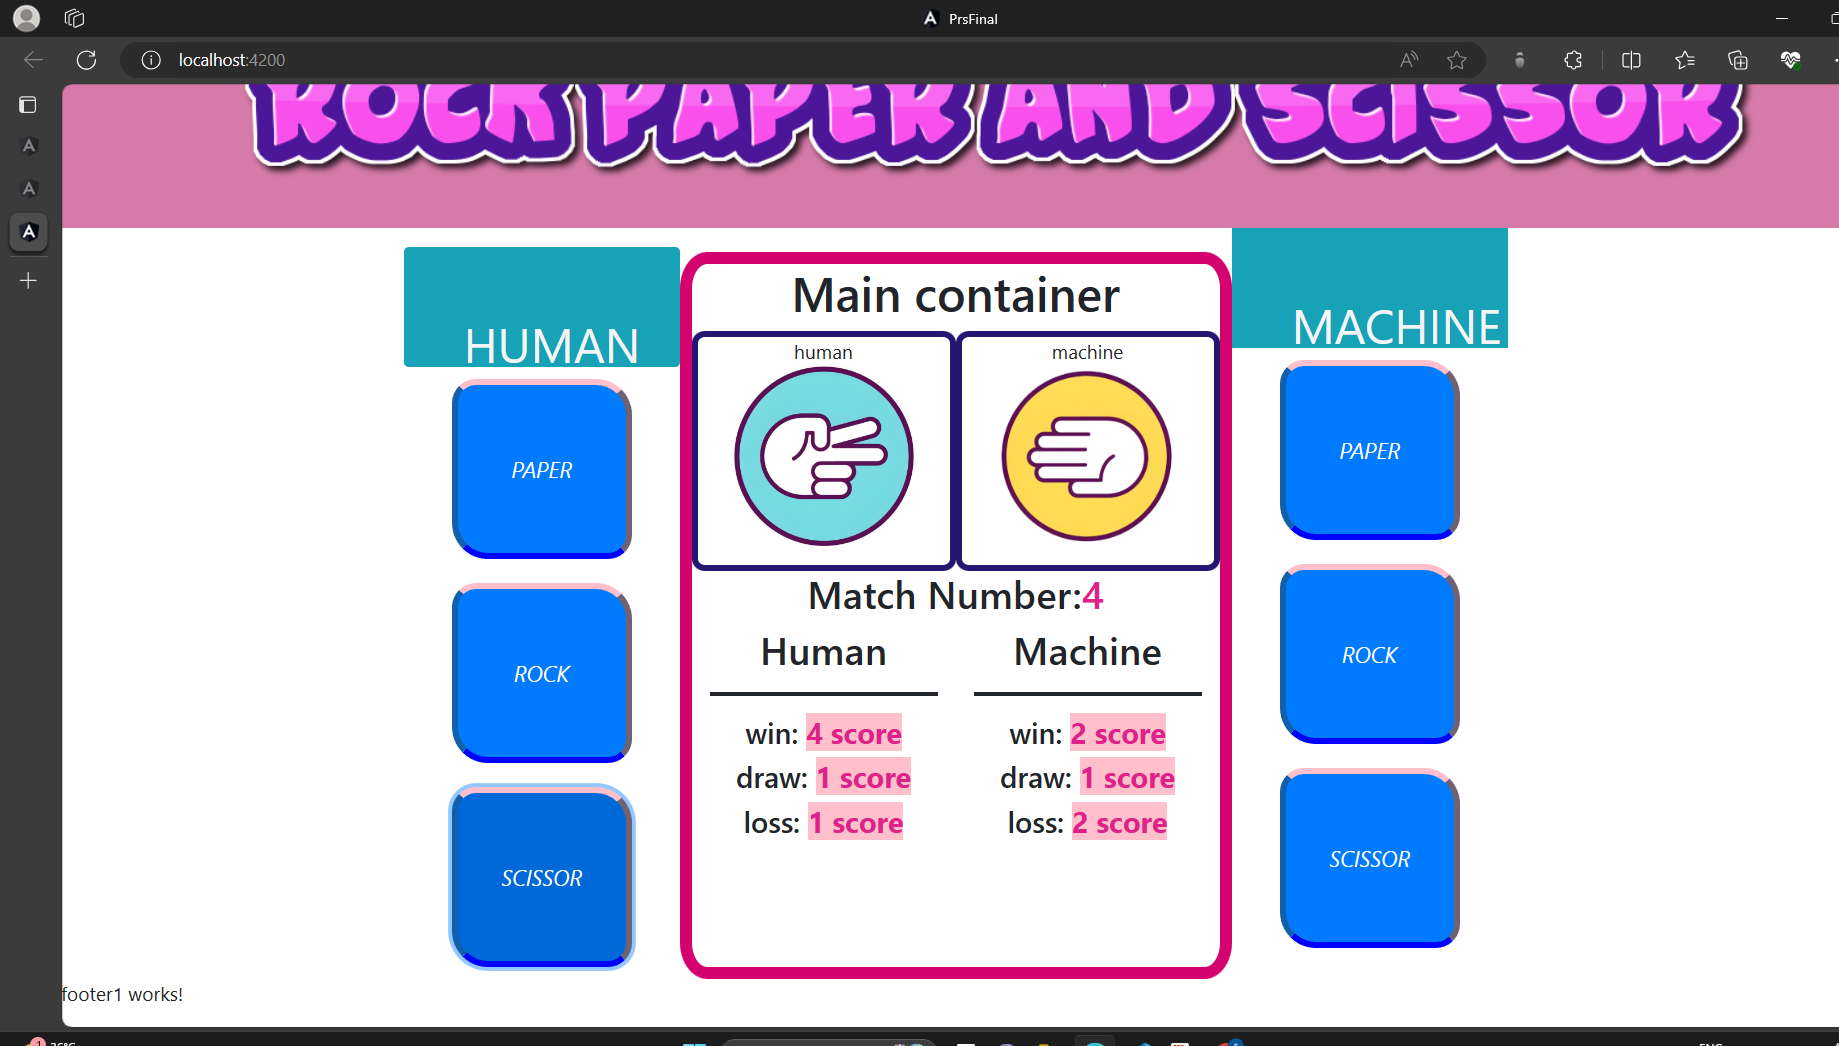 PrsFinal
localhost:4200
ROCK PAPER AND SCISSOR
HUMAN
Main container
MACHINE
human
machine
PAPER
PAPER
Match Number:4
ROCK
ROCK
Human
Machine
win: 4 score
win: 2 score
draw: 1 score
draw: 1 score
loss: 1 score
loss: 2 score
SCISSOR
SCISSOR
footer1 works!